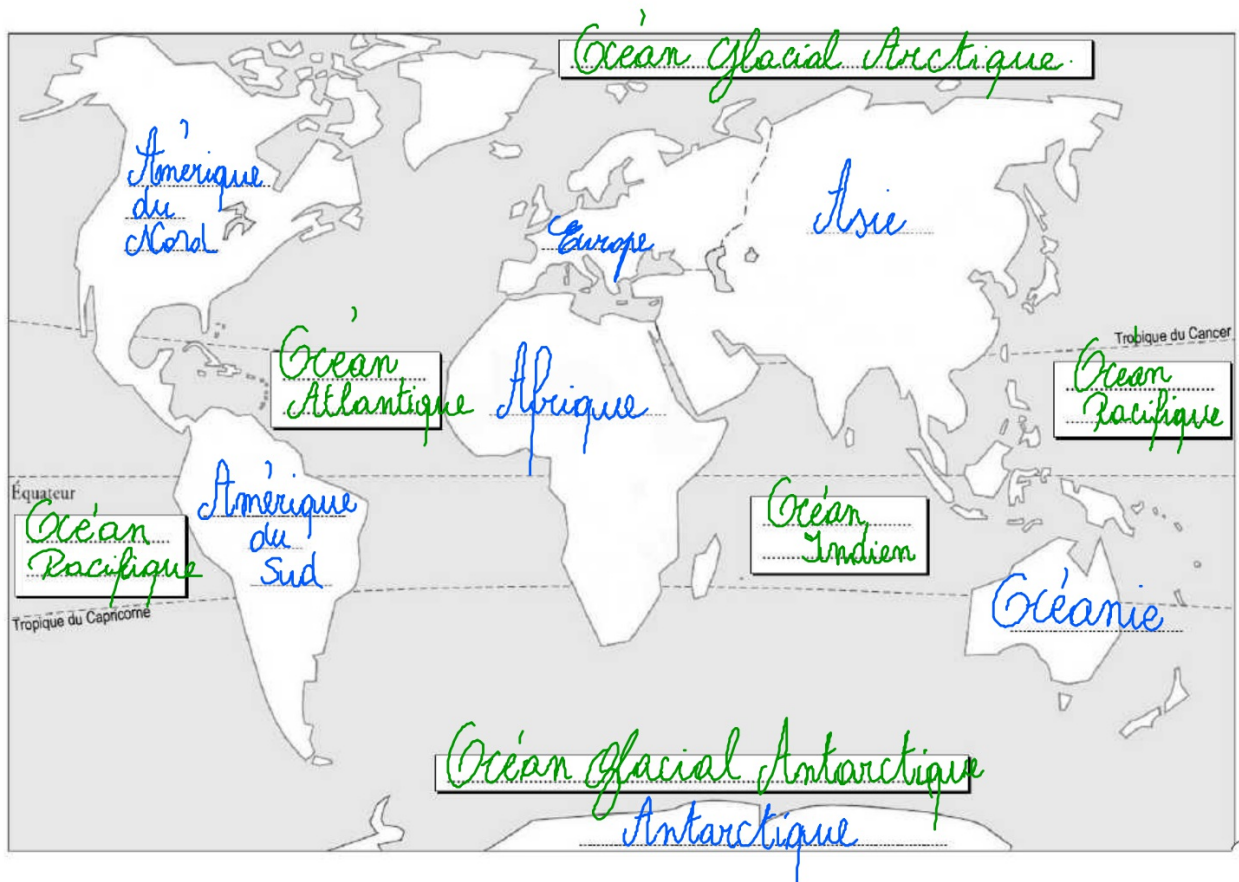 Océan Glacial Arctique
Amérique
du
Nord
Europe
Asie
Tropique du Cancer
Océan
Atlantique
Afrique
Océan
Pacifique
Équateur
Océan
Pacifique
Amérique
du
Sud
Océan
Indien
Océanie
Tropique du Capricorne
Océan Glacial Antarctique
Antarctique